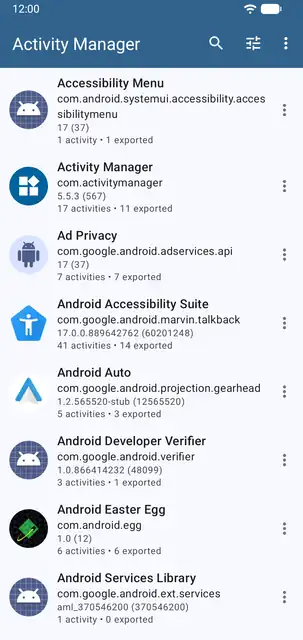 12:00
Activity Manager
Accessibility Menu
com.android.systemui.accessibility.acces
sibilitymenu
17 (37)
1 activity • 1 exported
Activity Manager
com.activitymanager
5.5.3 (567)
17 activities • 11 exported
Ad Privacy
com.google.android.adservices.api
17 (37)
7 activities • 7 exported
Android Accessibility Suite
com.google.android.marvin.talkback
17.0.0.889642762 (60201248)
41 activities • 14 exported
Android Auto
com.google.android.projection.gearhead
1.2.565520-stub (12565520)
5 activities • 3 exported
Android Developer Verifier
com.google.android.verifier
1.0.866414232 (48099)
3 activities • 1 exported
Android Easter Egg
com.android.egg
1.0 (12)
6 activities • 6 exported
Android Services Library
com.google.android.ext.services
aml_370546200 (370546200)
1 activity • 0 exported